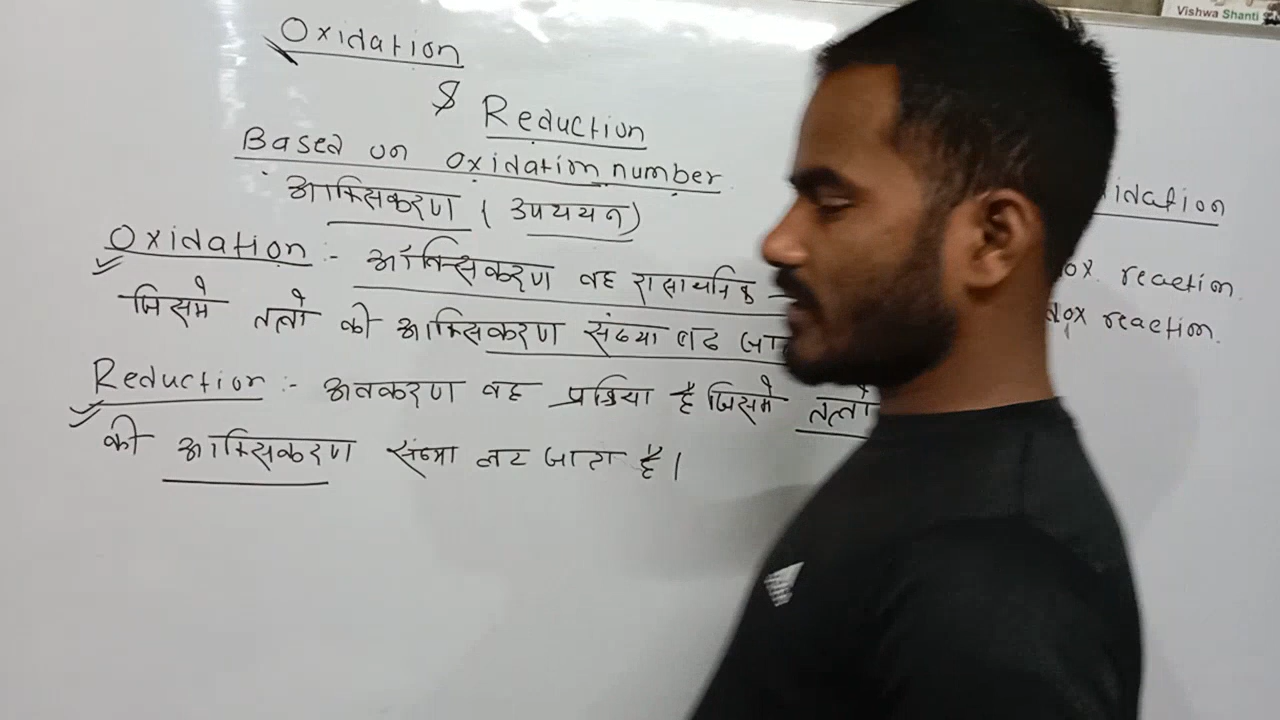 Oxidation
$ Reduction
Based on oxidation number
आक्सिकरण ( उपययन )
Oxidation :- ऑक्सिकरण वह रासायनिक
जिसमे तत्वो की आक्सिकरण संख्या बढ
Reduction :- अवकरण वह प्रक्रिया है जिसमे तत्वो
की आक्सिकरण संख्या घट जाता है।
idation
ox reaction.
dox reaction.
Vishwa Shanti